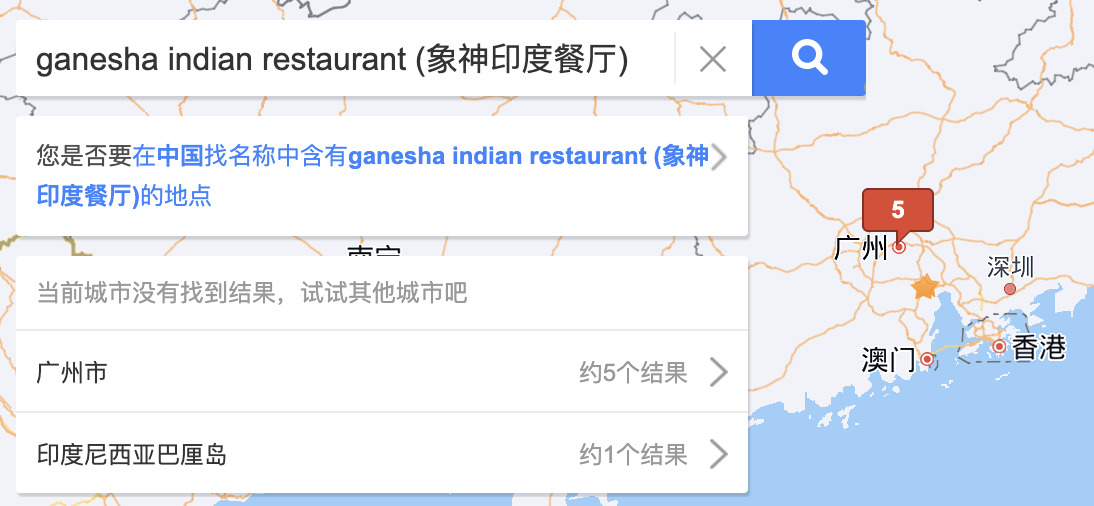 ganesha indian restaurant (象神印度餐厅)
您是否要在中国找名称中含有ganesha indian restaurant (象神
印度餐厅)的地点
5
广州
深圳
当前城市没有找到结果，试试其他城市吧
香港
澳门
广州市 约5个结果
印度尼西亚巴厘岛 约1个结果